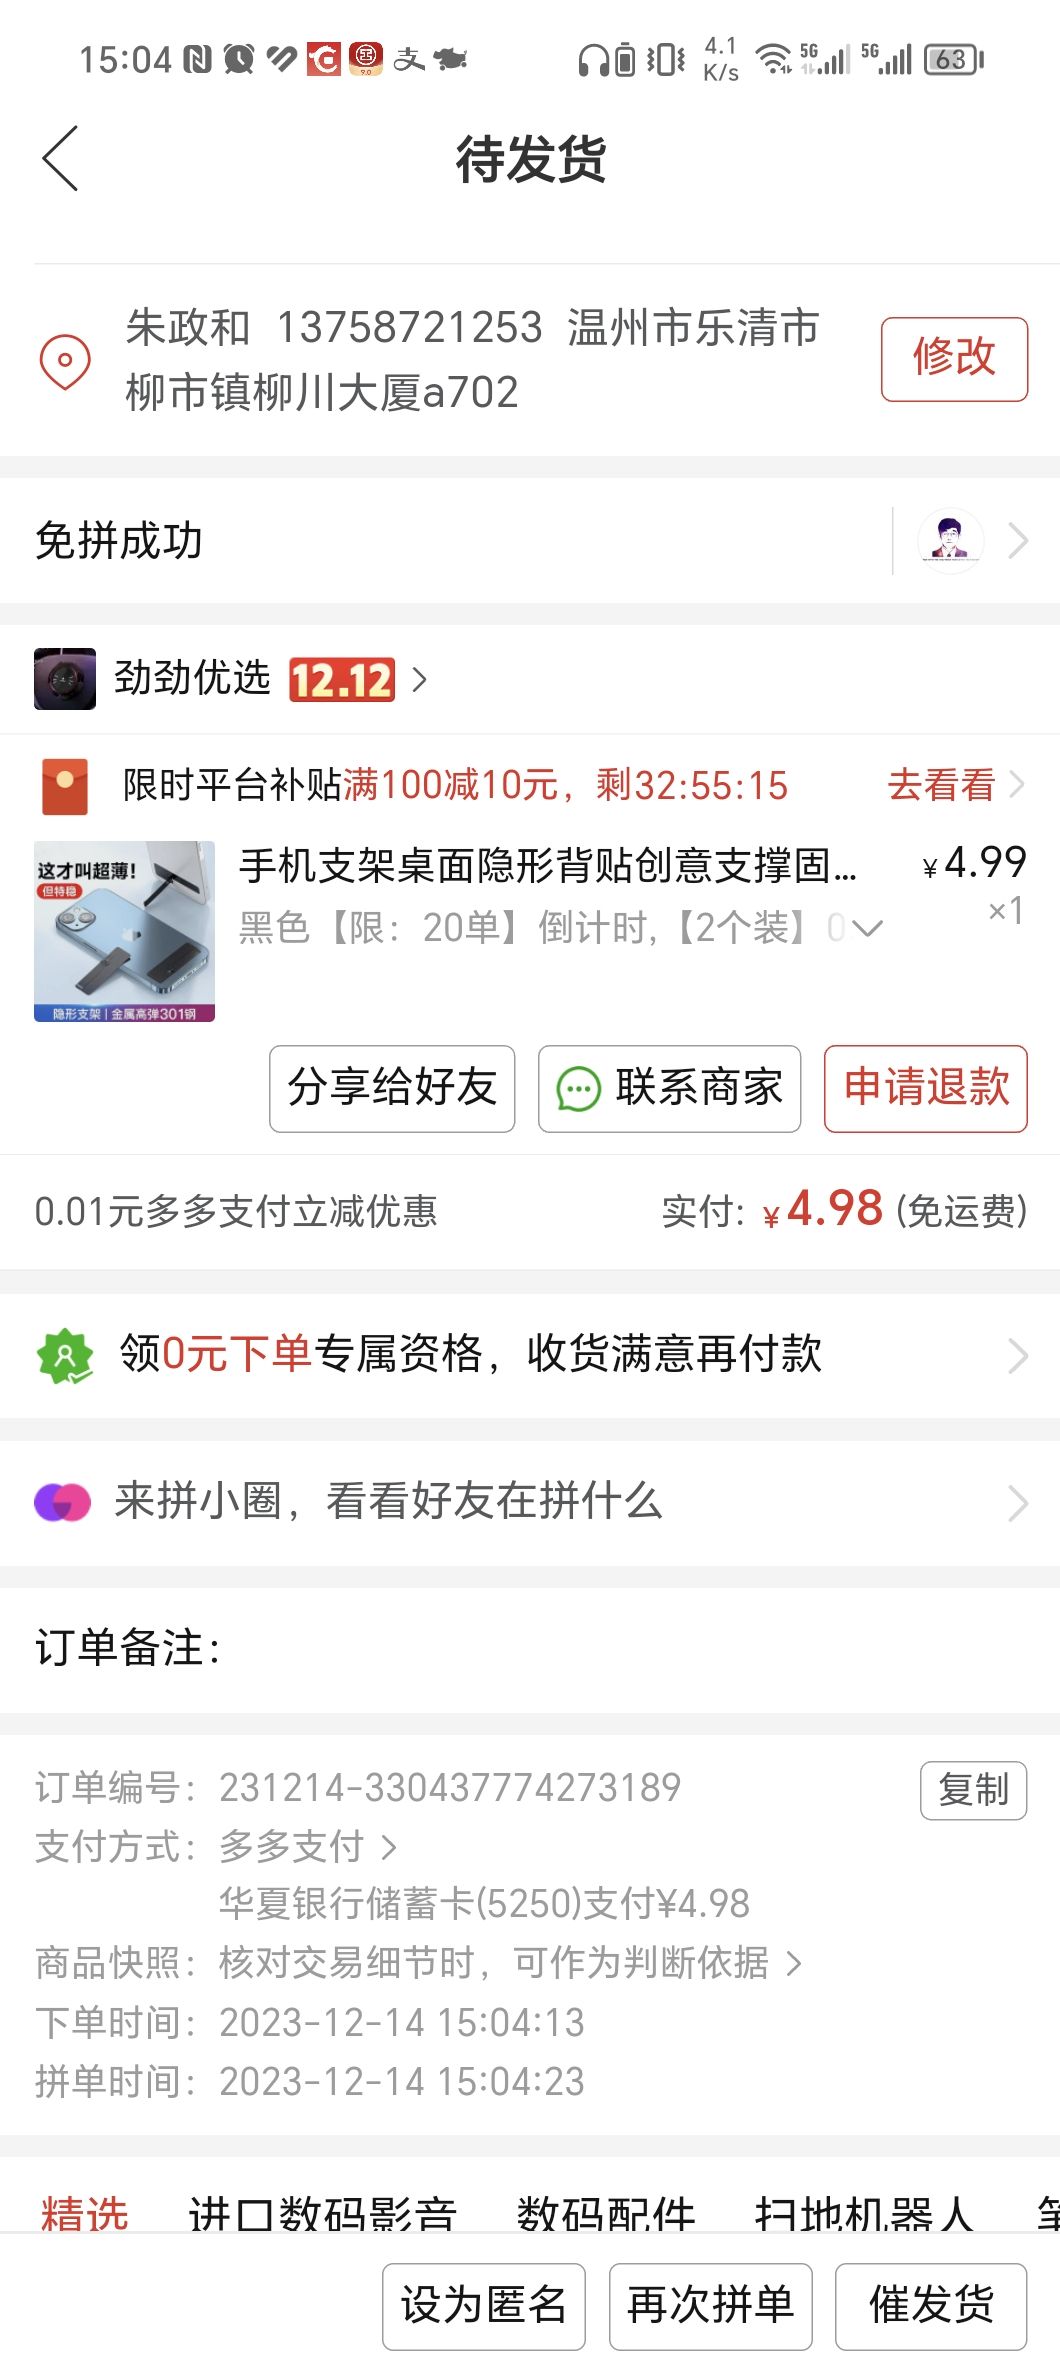 15:04
4.1 K/s 5G 5G 63
待发货
朱政和 13758721253 温州市乐清市
柳市镇柳川大厦a702
修改
免拼成功
劲劲优选 12.12
限时平台补贴满100减10元，剩32:55:15 去看看
这才叫超薄！
但特稳
隐形支架 | 金属高弹301钢
手机支架桌面隐形背贴创意支撑固... ¥4.99
黑色【限：20单】倒计时,【2个装】0 ×1
分享给好友 联系商家 申请退款
0.01元多多支付立减优惠 实付: ¥4.98 (免运费)
领0元下单专属资格，收货满意再付款
来拼小圈，看看好友在拼什么
订单备注：
订单编号：231214-330437774273189 复制
支付方式：多多支付
华夏银行储蓄卡(5250)支付¥4.98
商品快照：核对交易细节时，可作为判断依据
下单时间：2023-12-14 15:04:13
拼单时间：2023-12-14 15:04:23
精选 进口数码影音 数码配件 扫地机器人
设为匿名 再次拼单 催发货